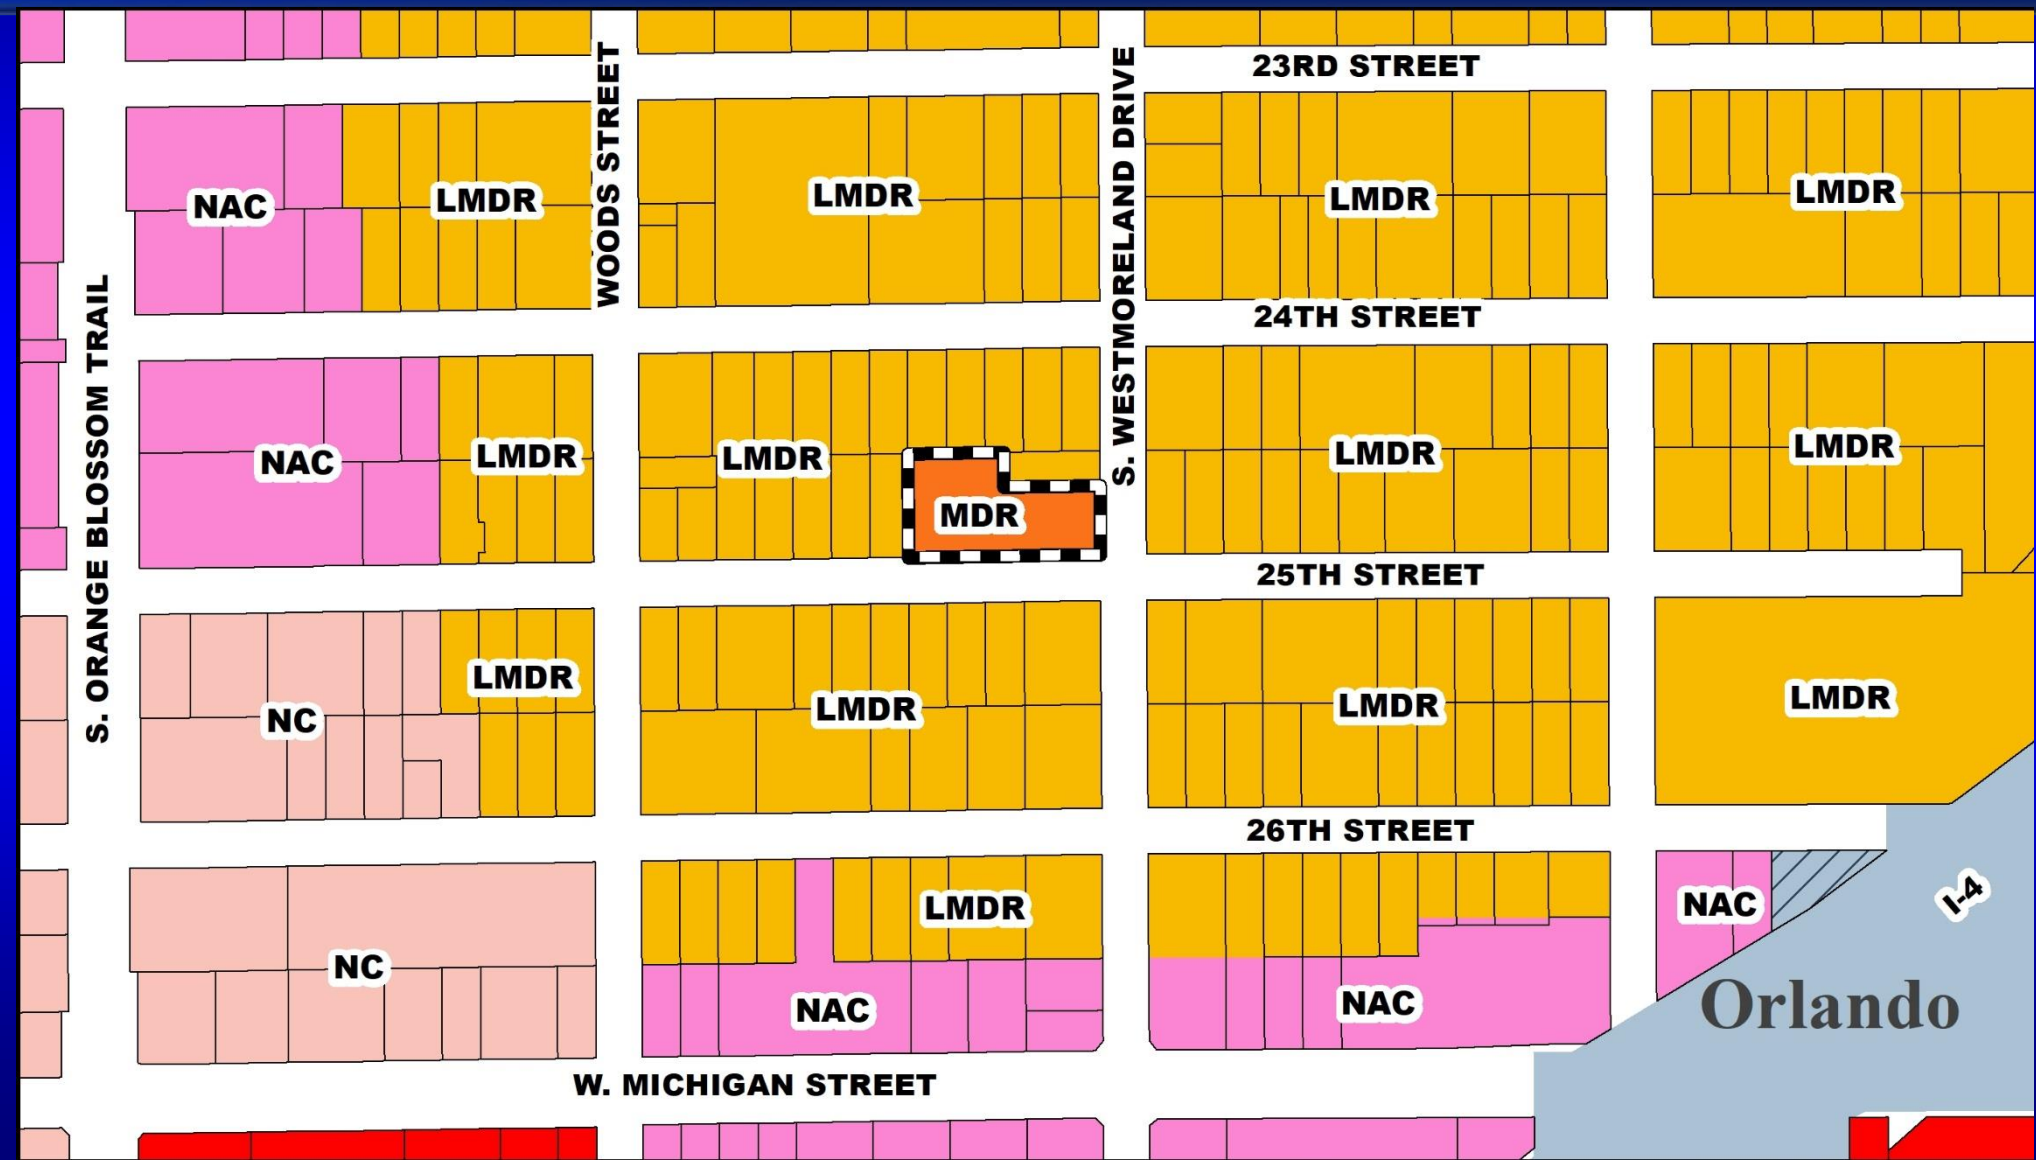 23RD STREET
WOODS STREET
S. WESTMORELAND DRIVE
NAC
LMDR
LMDR
LMDR
LMDR
24TH STREET
S. ORANGE BLOSSOM TRAIL
NAC
LMDR
LMDR
MDR
LMDR
LMDR
25TH STREET
NC
LMDR
LMDR
LMDR
LMDR
26TH STREET
NC
LMDR
NAC
NAC
NAC
I-4
Orlando
W. MICHIGAN STREET